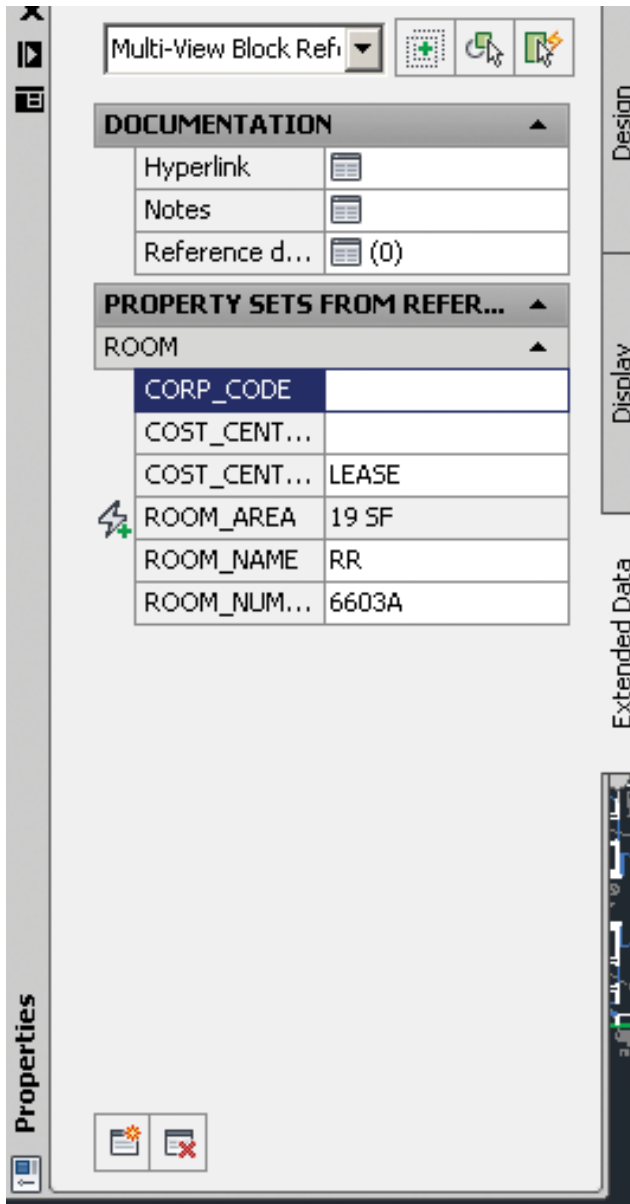 Multi-View Block Refe
DOCUMENTATION
Hyperlink
Notes
Reference d...
(0)
PROPERTY SETS FROM REFER...
ROOM
CORP_CODE
COST_CENT...
COST_CENT... LEASE
ROOM_AREA 19 SF
ROOM_NAME RR
ROOM_NUM... 6603A
Design
Display
Extended Data
Properties